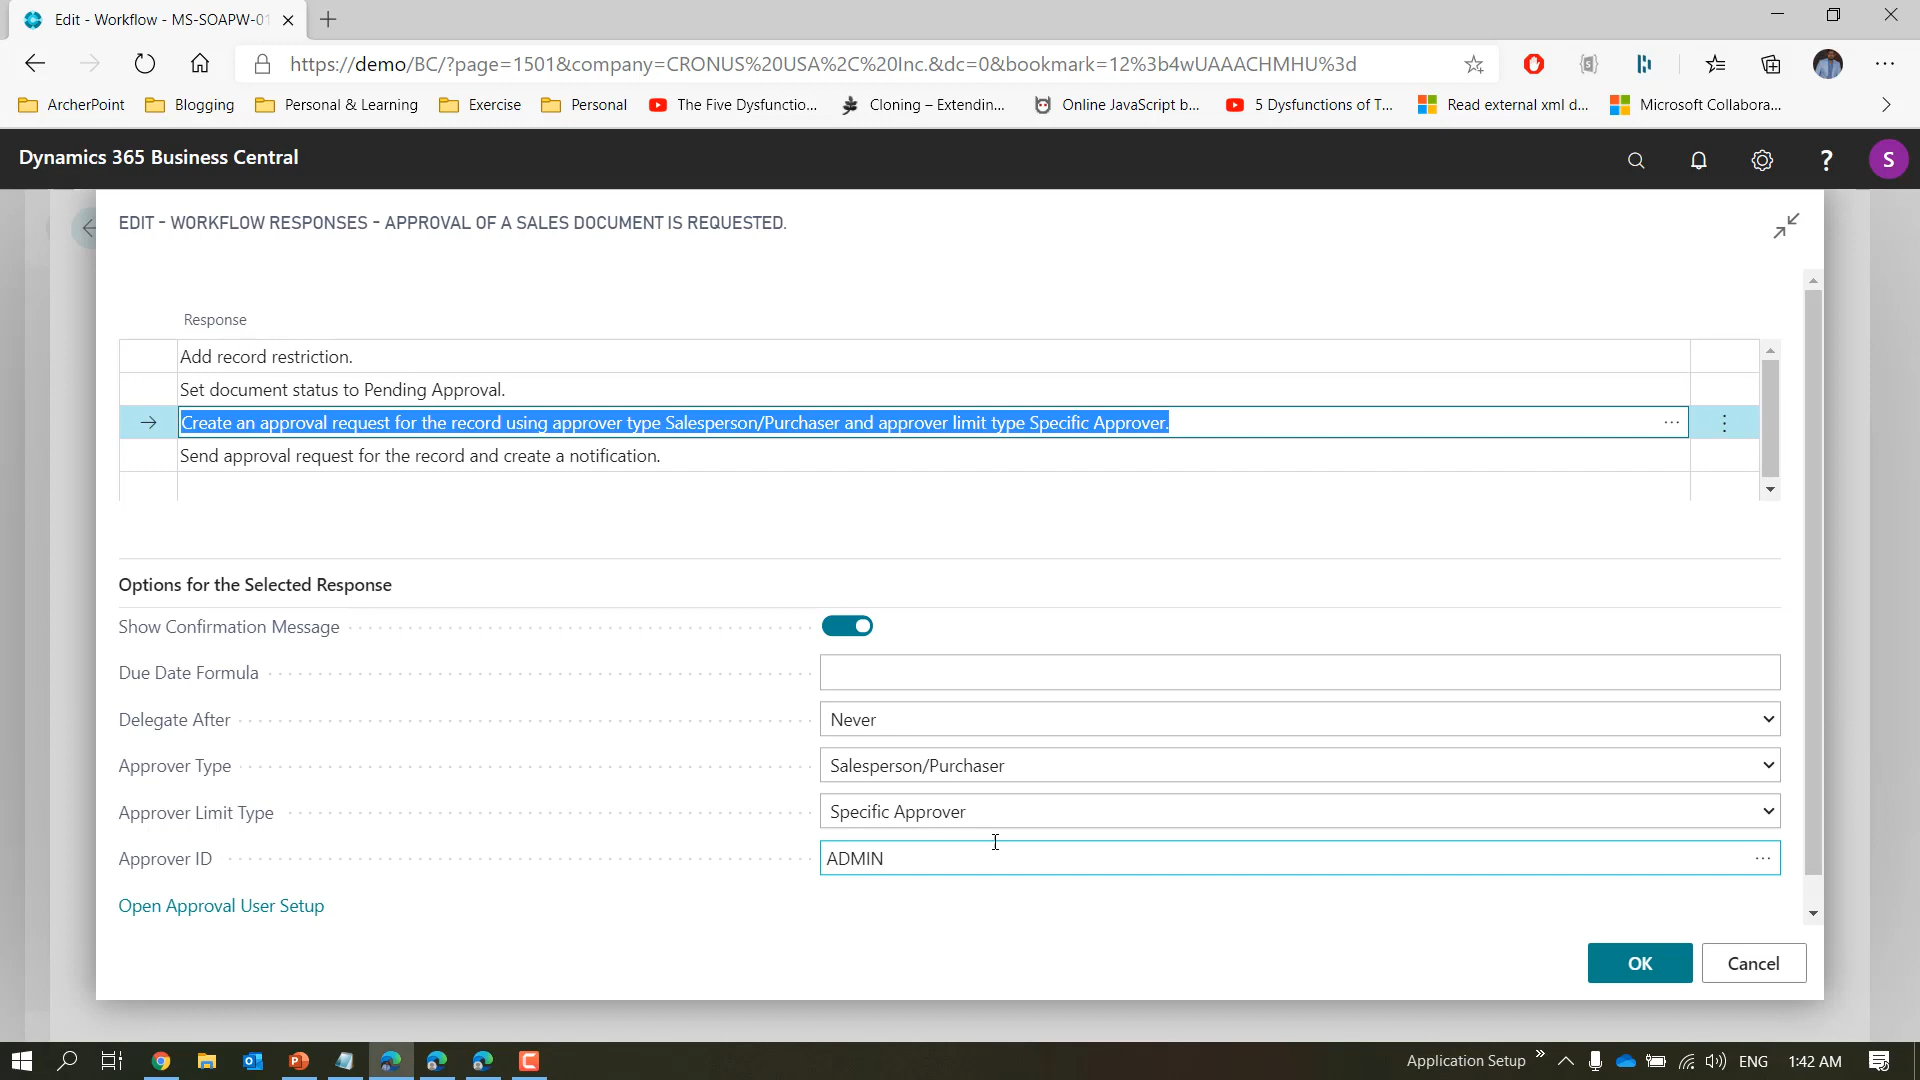 Edit - Workflow - MS-SOAPW-01
https://demo/BC/?page=1501&company=CRONUS%20USA%2C%20Inc.&dc=0&bookmark=12%3b4wUAAACHMHU%3d
ArcherPoint Blogging Personal & Learning Exercise Personal The Five Dysfunctio... Cloning – Extendin... Online JavaScript b... 5 Dysfunctions of T... Read external xml d... Microsoft Collabora...
Dynamics 365 Business Central
? S
EDIT - WORKFLOW RESPONSES - APPROVAL OF A SALES DOCUMENT IS REQUESTED.
Response
Add record restriction.
Set document status to Pending Approval.
Create an approval request for the record using approver type Salesperson/Purchaser and approver limit type Specific Approver.
Send approval request for the record and create a notification.
Options for the Selected Response
Show Confirmation Message
Due Date Formula
Delegate After Never
Approver Type Salesperson/Purchaser
Approver Limit Type Specific Approver
Approver ID ADMIN
Open Approval User Setup
OK Cancel
Application Setup ENG 1:42 AM